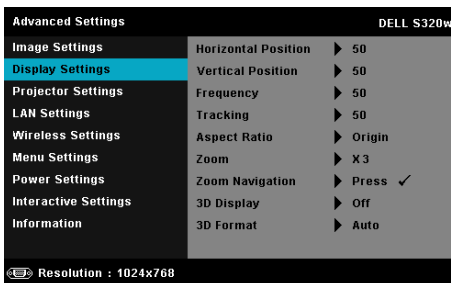 Advanced Settings DELL S320w
Image Settings Horizontal Position 50
Display Settings Vertical Position 50
Projector Settings Frequency 50
LAN Settings Tracking 50
Wireless Settings Aspect Ratio Origin
Menu Settings Zoom X3
Power Settings Zoom Navigation Press ✓
Interactive Settings 3D Display Off
Information 3D Format Auto
Resolution : 1024x768